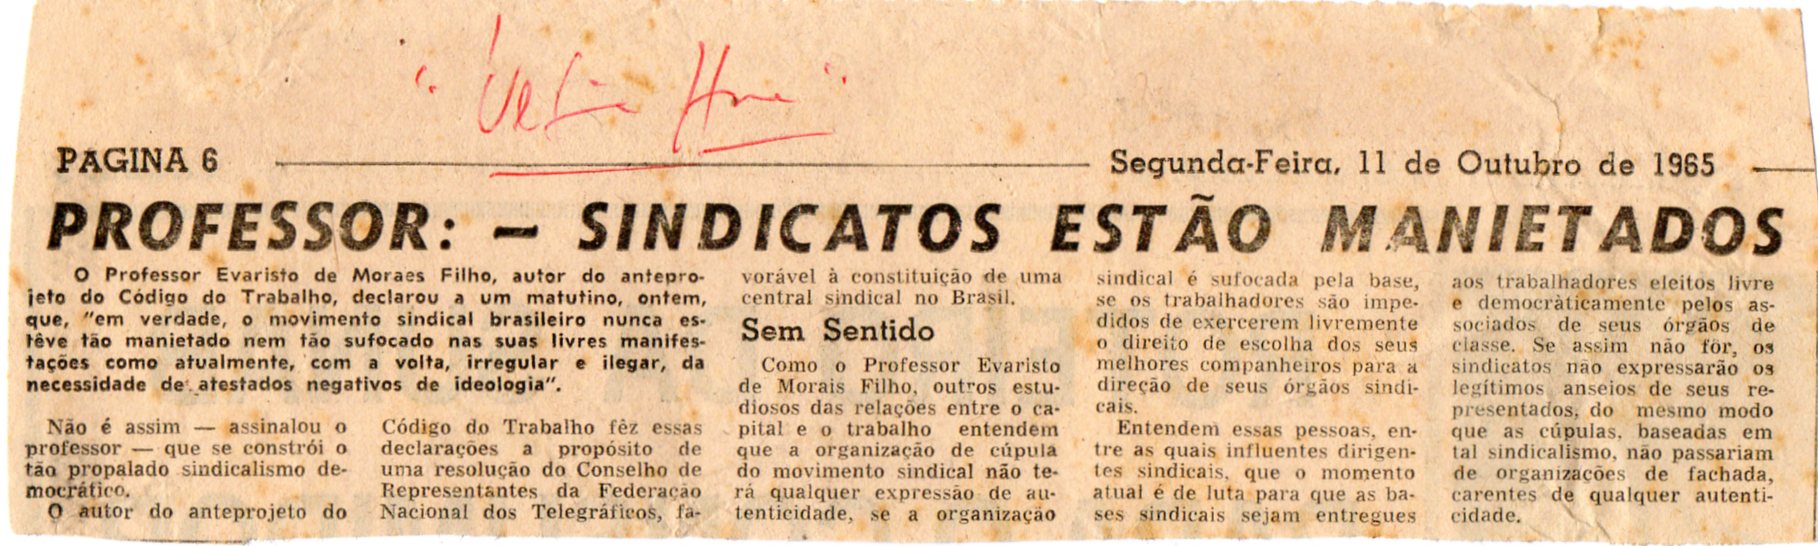 "Última Hora"
PÁGINA 6
Segunda-Feira, 11 de Outubro de 1965
PROFESSOR: — SINDICATOS ESTÃO MANIETADOS
O Professor Evaristo de Moraes Filho, autor do antepro-
jeto do Código do Trabalho, declarou a um matutino, ontem,
que, "em verdade, o movimento sindical brasileiro nunca es-
têve tão manietado nem tão sufocado nas suas livres manifes-
tações como atualmente, com a volta, irregular e ilegar, da
necessidade de atestados negativos de ideologia".
Não é assim — assinalou o
professor — que se constrói o
tão propalado sindicalismo de-
mocrático.
O autor do anteprojeto do
Código do Trabalho fêz essas
declarações a propósito de
uma resolução do Conselho de
Representantes da Federação
Nacional dos Telegráficos, fa-
vorável à constituição de uma
central sindical no Brasil.
Sem Sentido
Como o Professor Evaristo
de Morais Filho, outros estu-
diosos das relações entre o ca-
pital e o trabalho entendem
que a organização de cúpula
do movimento sindical não te-
rá qualquer expressão de au-
tenticidade, se a organização
sindical é sufocada pela base,
se os trabalhadores são impe-
didos de exercerem livremente
o direito de escolha dos seus
melhores companheiros para a
direção de seus órgãos sindi-
cais.
Entendem essas pessoas, en-
tre as quais influentes dirigen-
tes sindicais, que o momento
atual é de luta para que as ba-
ses sindicais sejam entregues
aos trabalhadores eleitos livre
e democràticamente pelos as-
sociados de seus órgãos de
classe. Se assim não fôr, os
sindicatos não expressarão os
legítimos anseios de seus re-
presentados, do mesmo modo
que as cúpulas, baseadas em
tal sindicalismo, não passariam
de organizações de fachada,
carentes de qualquer autenti-
cidade.